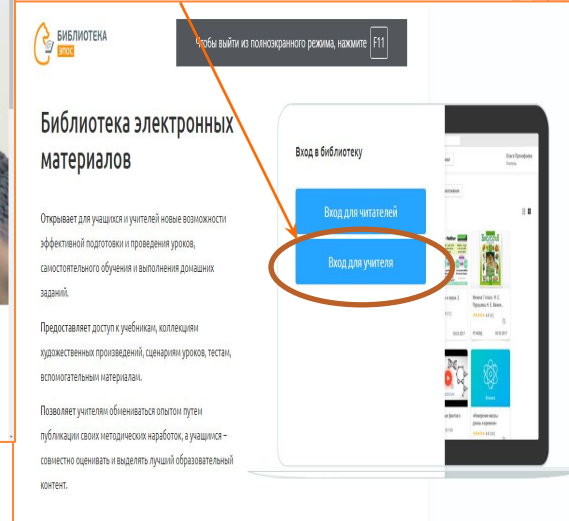 БИБЛИОТЕКА
ЭПОС
Чтобы выйти из полноэкранного режима, нажмите F11
Библиотека электронных
материалов
Открывает для учащихся и учителей новые возможности
эффективной подготовки и проведения уроков,
самостоятельного обучения и выполнения домашних
заданий.
Предоставляет доступ к учебникам, коллекциям
художественных произведений, сценариям уроков, тестам,
вспомогательным материалам.
Позволяет учителям обмениваться опытом путем
публикации своих методических наработок, а учащимся –
совместно оценивать и выделять лучший образовательный
контент.
Вход в библиотеку
Вход для читателей
Вход для учителя